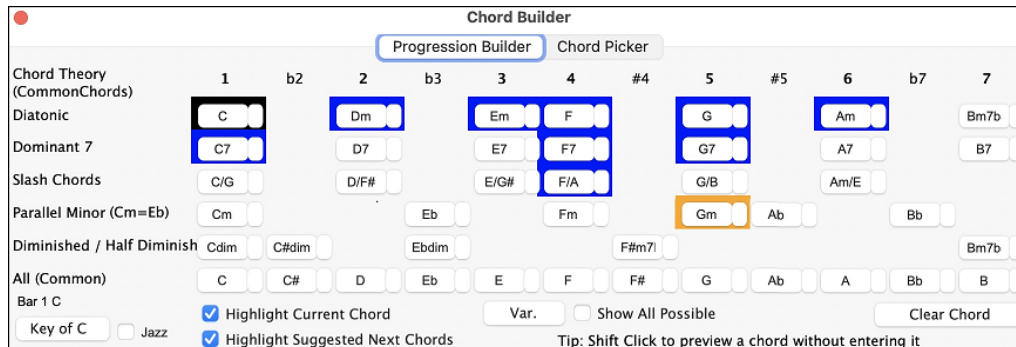 Chord Builder
Progression Builder Chord Picker
Chord Theory
(CommonChords) 1 b2 2 b3 3 4 #4 5 #5 6 b7 7
Diatonic C Dm Em F G Am Bm7b
Dominant 7 C7 D7 E7 F7 G7 A7 B7
Slash Chords C/G D/F# E/G# F/A G/B Am/E
Parallel Minor (Cm=Eb) Cm Eb Fm Gm Ab Bb
Diminished / Half Diminish Cdim C#dim Ebdim F#m7 Bm7b
All (Common) C C# D Eb E F F# G Ab A Bb B
Bar 1 C
Highlight Current Chord Var. Show All Possible Clear Chord
Key of C Jazz
Highlight Suggested Next Chords Tip: Shift Click to preview a chord without entering it